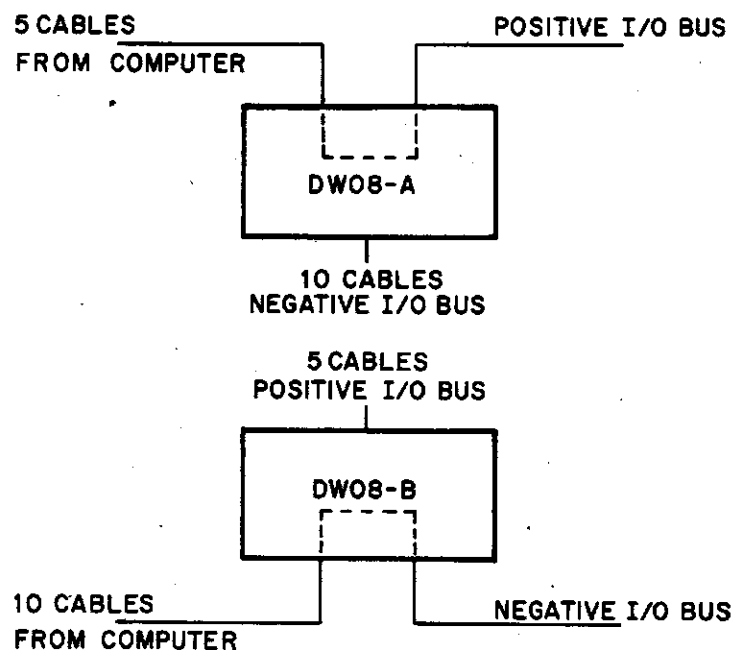 5 CABLES
FROM COMPUTER
POSITIVE I/O BUS
DW08-A
10 CABLES
NEGATIVE I/O BUS
5 CABLES
POSITIVE I/O BUS
DW08-B
10 CABLES
FROM COMPUTER
NEGATIVE I/O BUS